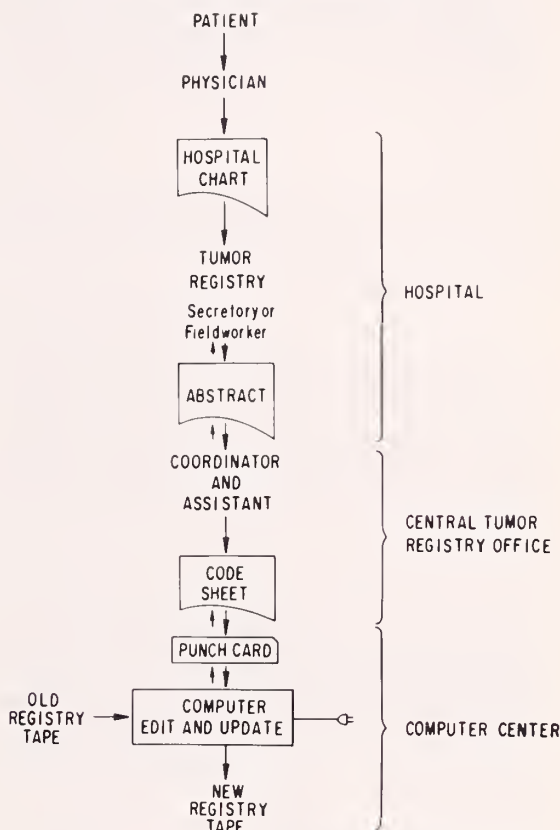 PATIENT
PHYSICIAN
HOSPITAL
CHART
TUMOR
REGISTRY
Secretory or
Fieldworker
ABSTRACT
COORDINATOR
AND
ASSISTANT
CODE
SHEET
PUNCH CARD
OLD
REGISTRY
TAPE
COMPUTER
EDIT AND UPDATE
NEW
REGISTRY
TAPE
HOSPITAL
CENTRAL TUMOR
REGISTRY OFFICE
COMPUTER CENTER